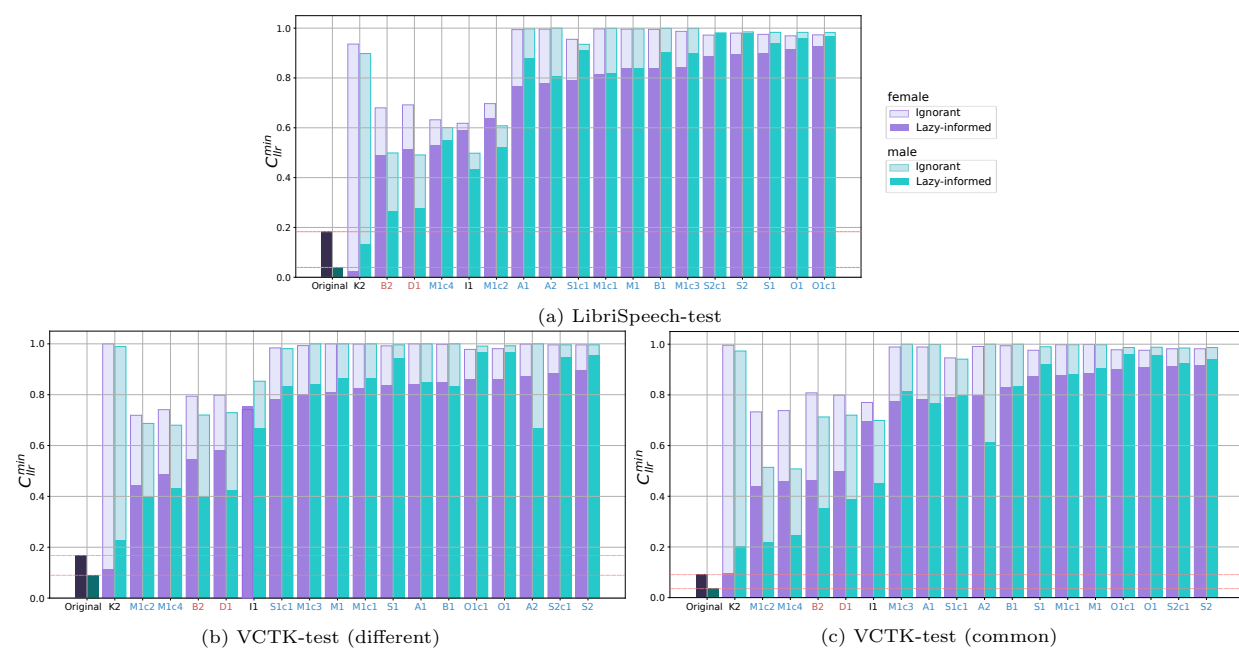 1.0
0.8
0.6
0.4
0.2
0.0
C_llr^min
Original K2 B2 D1 M1c4 I1 M1c2 A1 A2 S1c1 M1c1 M1 B1 M1c3 S2c1 S2 S1 O1 O1c1
female
Ignorant
Lazy-informed
male
Ignorant
Lazy-informed
(a) LibriSpeech-test
1.0
0.8
0.6
0.4
0.2
0.0
C_llr^min
Original K2 M1c2 M1c4 B2 D1 I1 S1c1 M1c3 M1 M1c1 S1 A1 B1 O1c1 O1 A2 S2c1 S2
(b) VCTK-test (different)
1.0
0.8
0.6
0.4
0.2
0.0
C_llr^min
Original K2 M1c2 M1c4 B2 D1 I1 M1c3 A1 S1c1 A2 B1 S1 M1c1 M1 O1c1 O1 S2c1 S2
(c) VCTK-test (common)